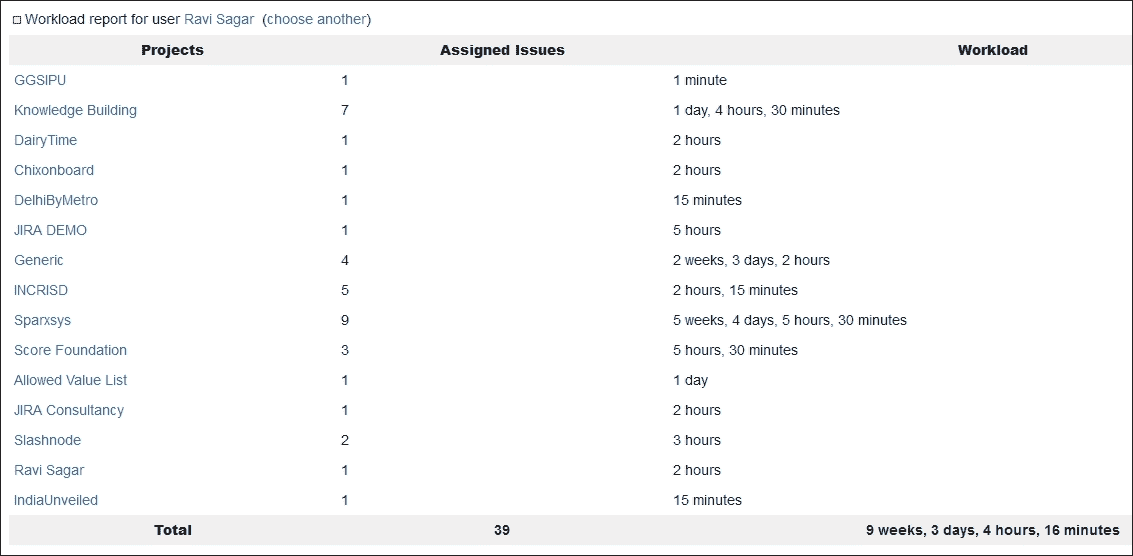 Workload report for user Ravi Sagar (choose another)
Projects Assigned Issues Workload
GGSIPU 1 1 minute
Knowledge Building 7 1 day, 4 hours, 30 minutes
DairyTime 1 2 hours
Chixonboard 1 2 hours
DelhiByMetro 1 15 minutes
JIRA DEMO 1 5 hours
Generic 4 2 weeks, 3 days, 2 hours
INCRISD 5 2 hours, 15 minutes
Sparxsys 9 5 weeks, 4 days, 5 hours, 30 minutes
Score Foundation 3 5 hours, 30 minutes
Allowed Value List 1 1 day
JIRA Consultancy 1 2 hours
Slashnode 2 3 hours
Ravi Sagar 1 2 hours
IndiaUnveiled 1 15 minutes
Total 39 9 weeks, 3 days, 4 hours, 16 minutes